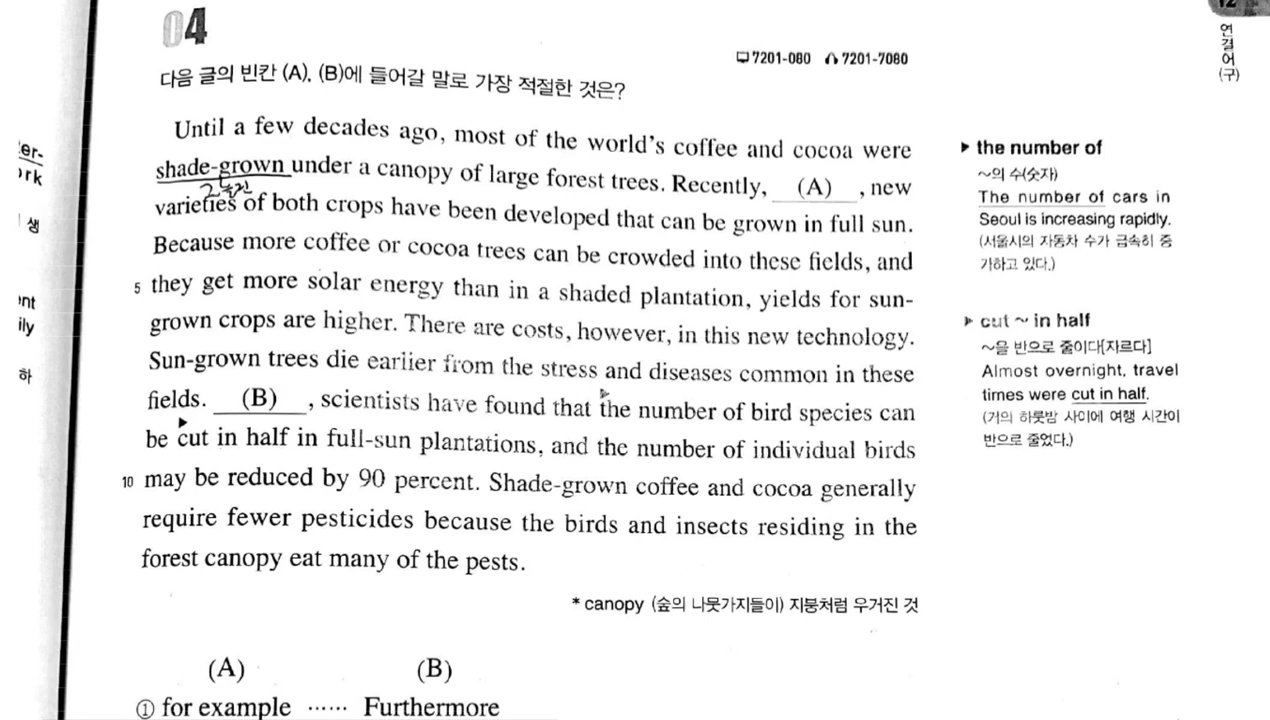 04
7201-080 7201-7080
다음 글의 빈칸 (A), (B)에 들어갈 말로 가장 적절한 것은?
Until a few decades ago, most of the world's coffee and cocoa were
shade-grown under a canopy of large forest trees. Recently, (A) , new
varieties of both crops have been developed that can be grown in full sun.
Because more coffee or cocoa trees can be crowded into these fields, and
5 they get more solar energy than in a shaded plantation, yields for sun-
grown crops are higher. There are costs, however, in this new technology.
Sun-grown trees die earlier from the stress and diseases common in these
fields. (B) , scientists have found that the number of bird species can
be cut in half in full-sun plantations, and the number of individual birds
10 may be reduced by 90 percent. Shade-grown coffee and cocoa generally
require fewer pesticides because the birds and insects residing in the
forest canopy eat many of the pests.
* canopy (숲의 나뭇가지들이) 지붕처럼 우거진 것
(A) (B)
① for example ⋯⋯ Furthermore
12
연결어
(구)
▶ the number of
~의 수(숫자)
The number of cars in
Seoul is increasing rapidly.
(서울시의 자동차 수가 급속히 증
가하고 있다.)
▶ cut ~ in half
~을 반으로 줄이다[자르다]
Almost overnight, travel
times were cut in half.
(거의 하룻밤 사이에 여행 시간이
반으로 줄었다.)
er-
ork
생
ent
ily
하